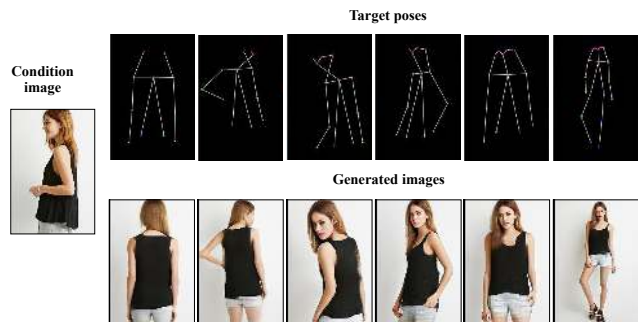 Target poses
Condition
image
Generated images